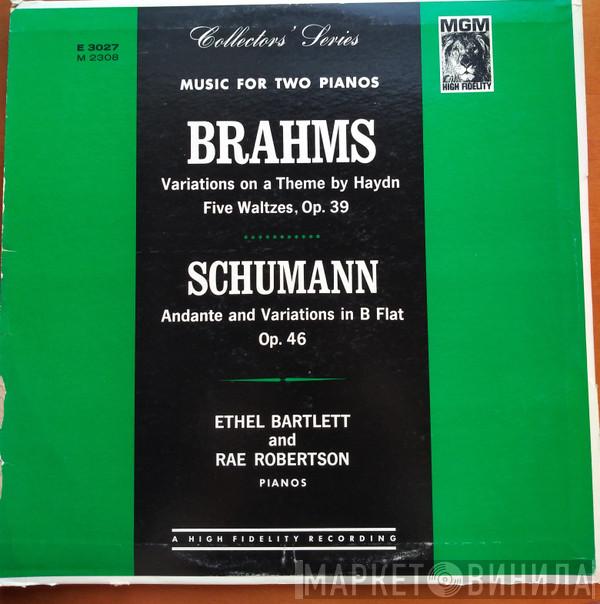 E 3027
M 2308
Collectors' Series
MGM
HIGH FIDELITY
MUSIC FOR TWO PIANOS
BRAHMS
Variations on a Theme by Haydn
Five Waltzes, Op. 39
SCHUMANN
Andante and Variations in B Flat
Op. 46
ETHEL BARTLETT
and
RAE ROBERTSON
PIANOS
A HIGH FIDELITY RECORDING
МАРКЕТ ВИНИЛА